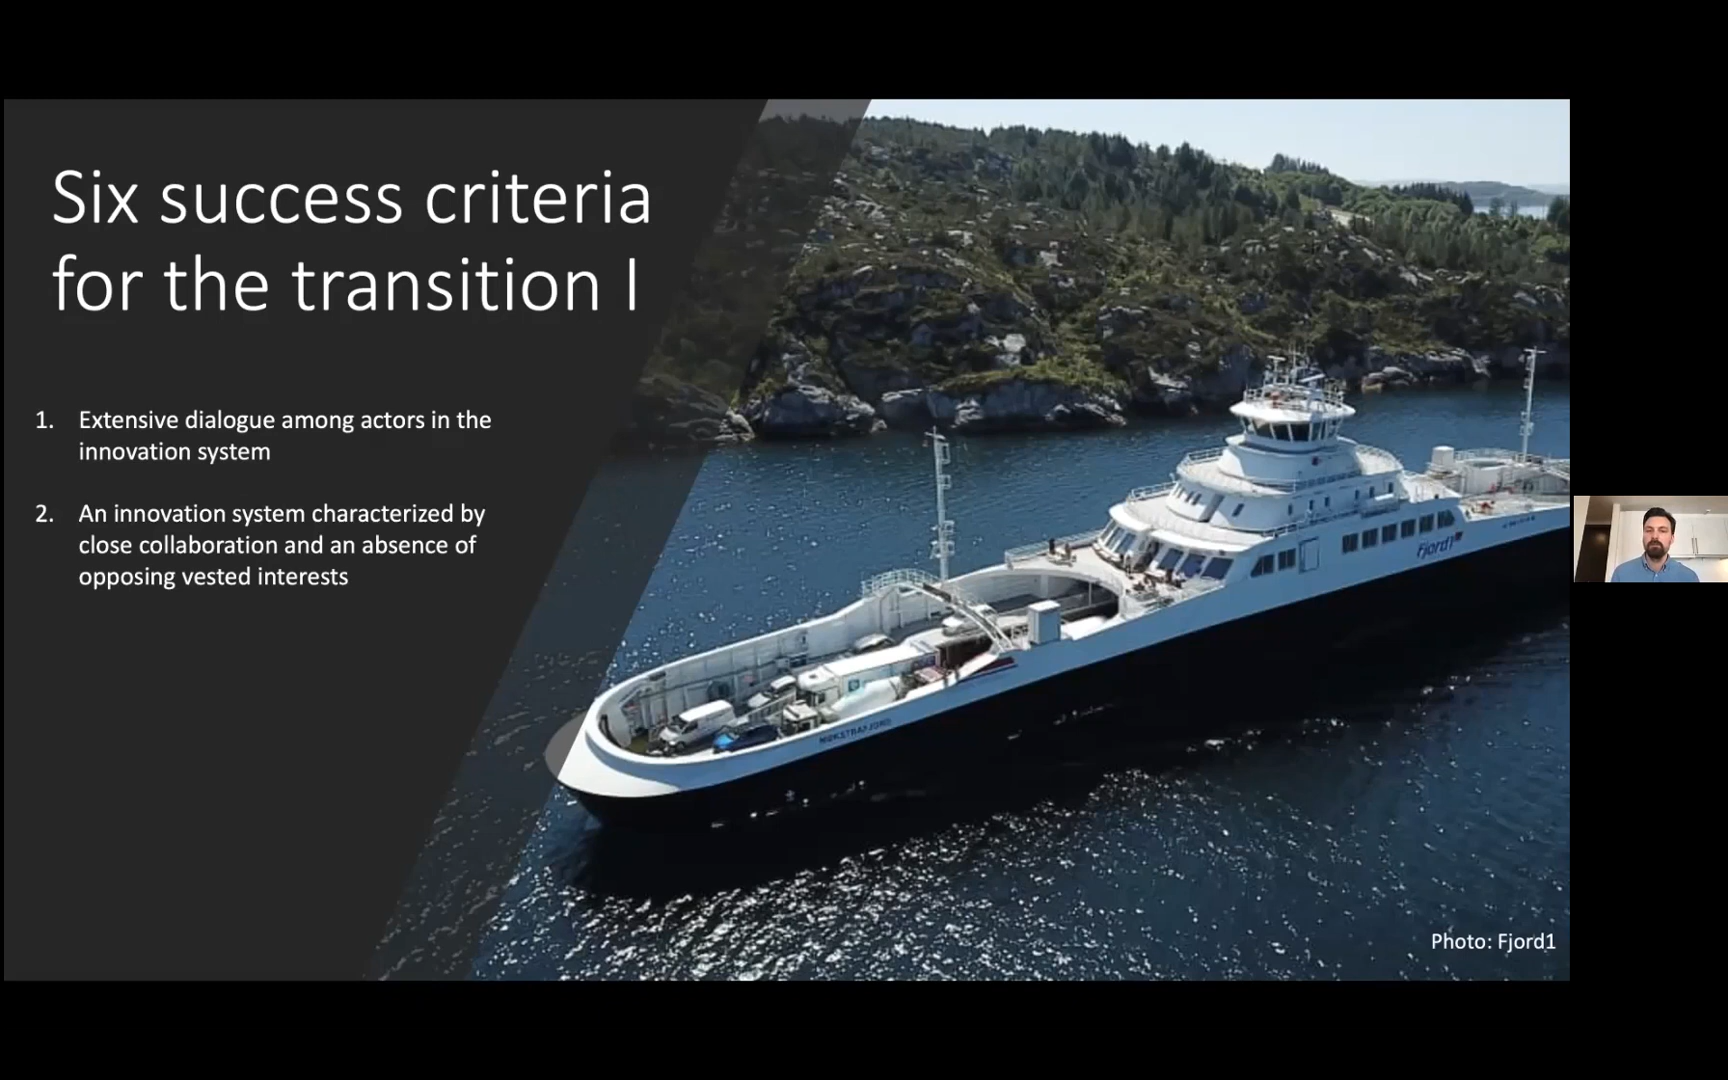 Six success criteria
for the transition I
1. Extensive dialogue among actors in the
innovation system
2. An innovation system characterized by
close collaboration and an absence of
opposing vested interests
Fjord1
Photo: Fjord1